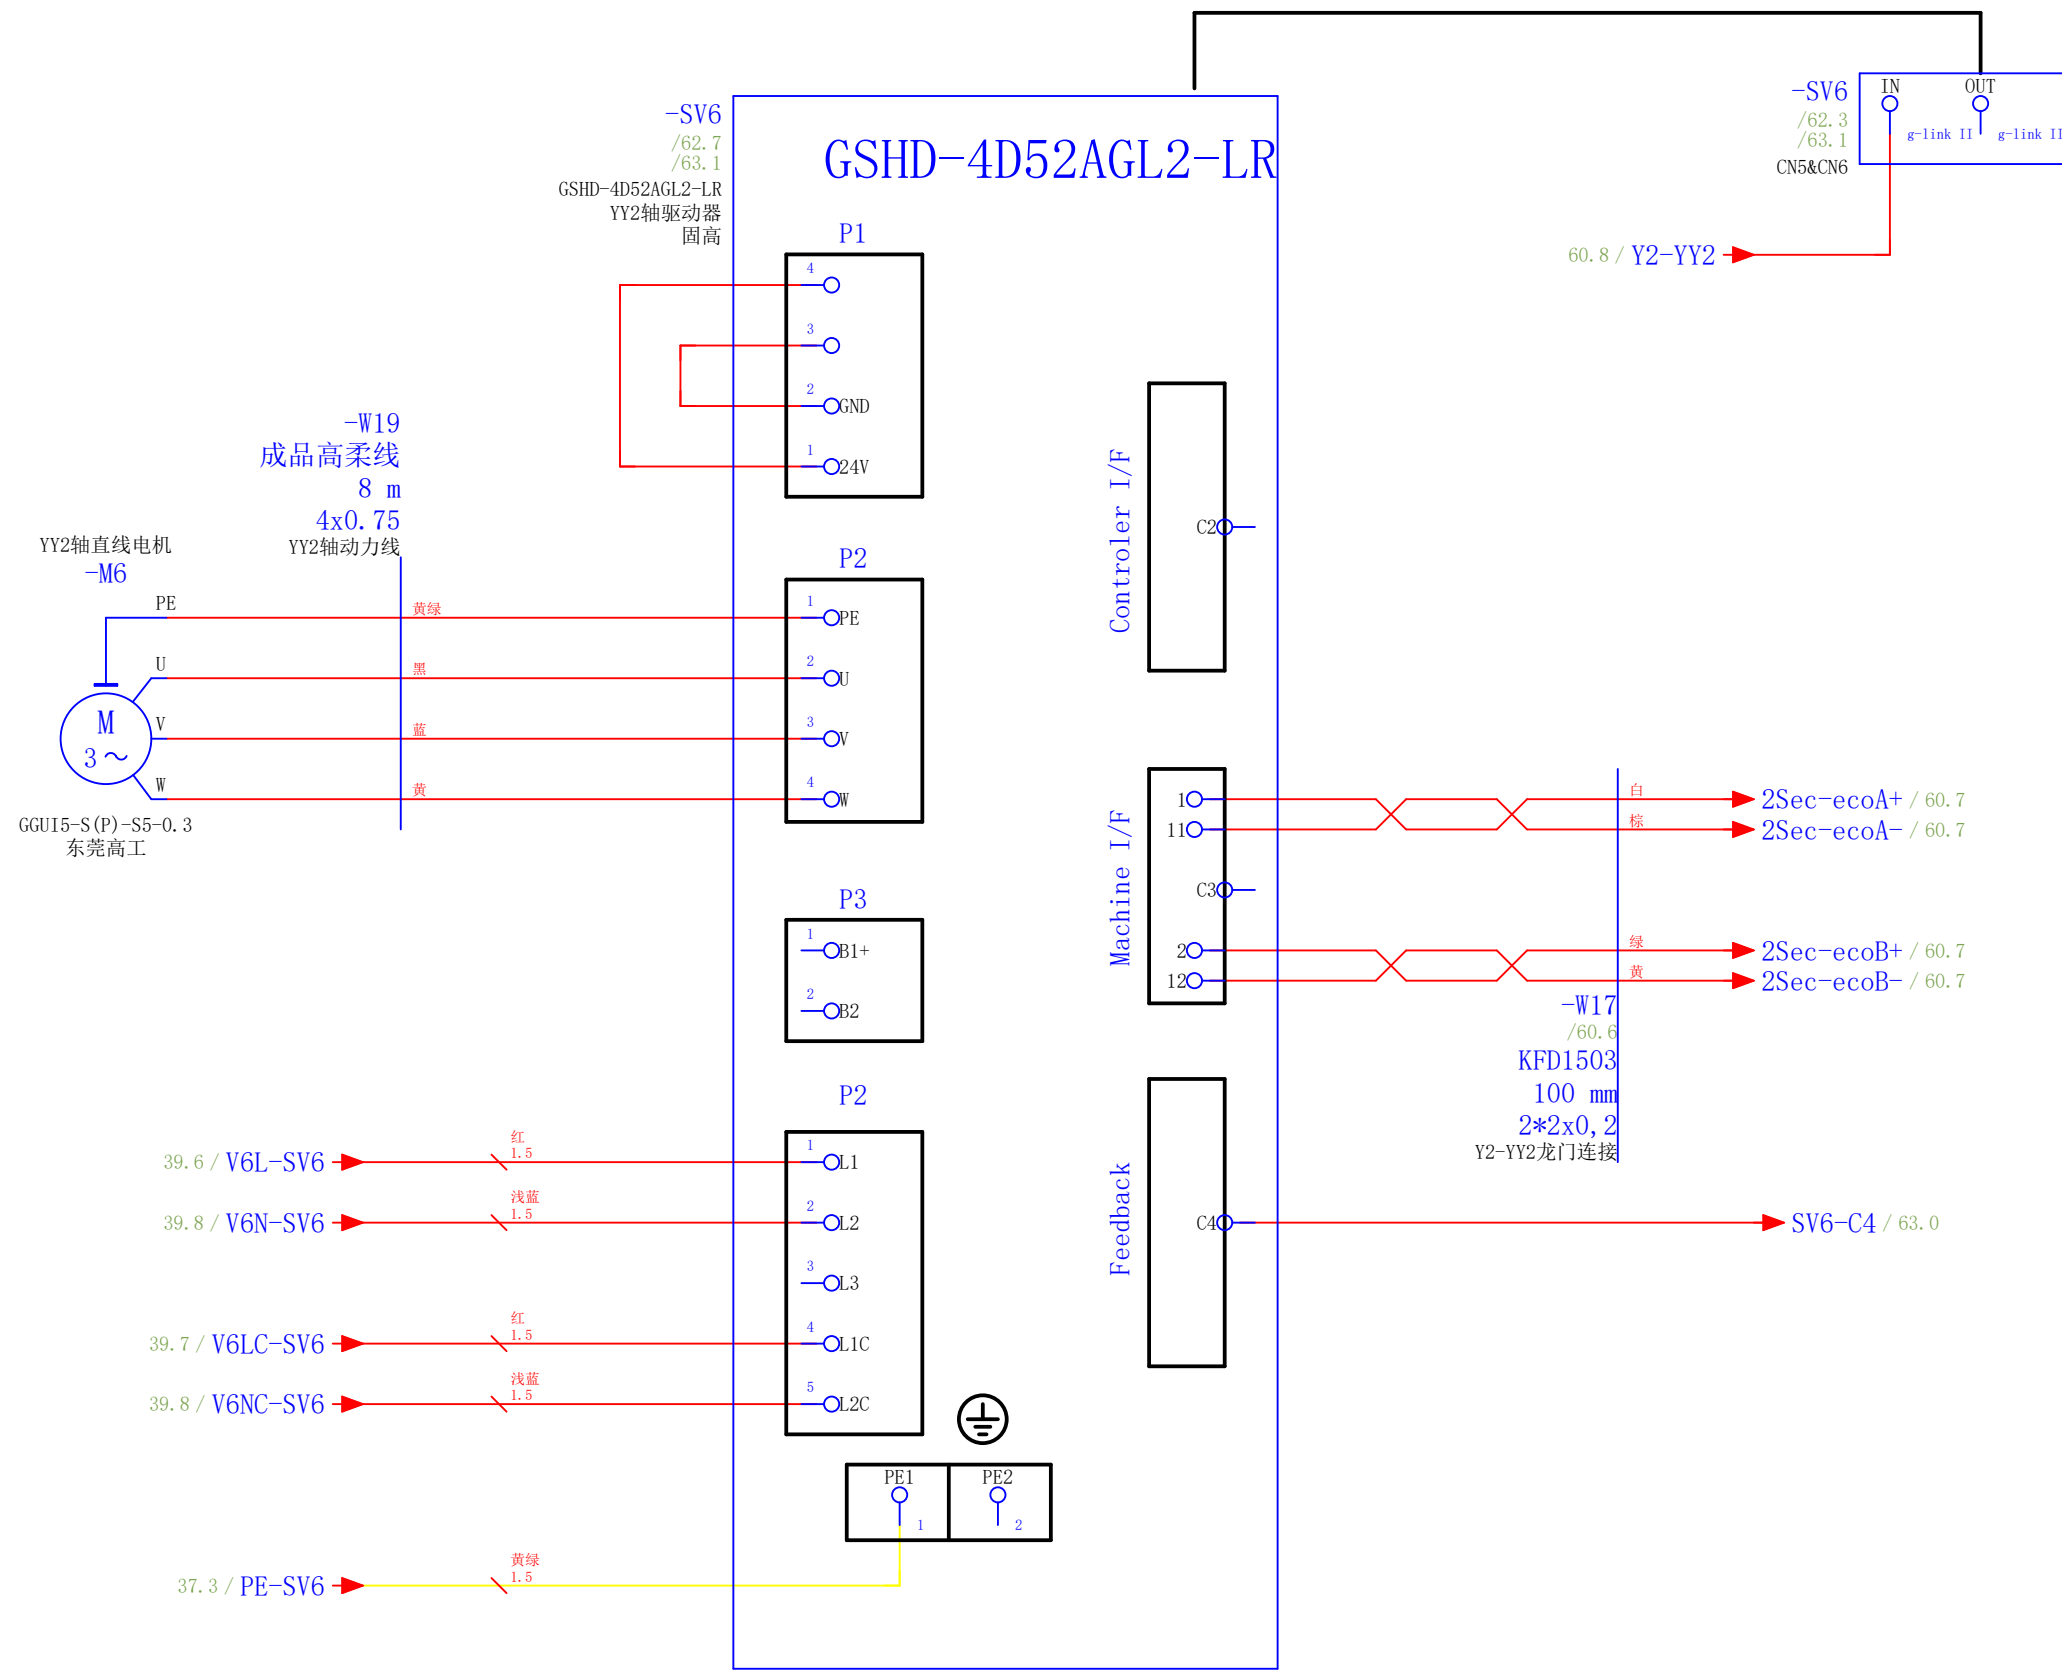 -SV6
/62.7
/63.1
GSHD-4D52AGL2-LR
YY2轴驱动器
固高
GSHD-4D52AGL2-LR
P1
4
3
2
GND
1
24V
-W19
成品高柔线
8 m
4x0.75
YY2轴动力线
YY2轴直线电机
-M6
PE
U
V
W
M
3~
GGUI5-S(P)-S5-0.3
东莞高工
黄绿
黑
蓝
黄
P2
1
PE
2
U
3
V
4
W
P3
1
B1+
2
B2
P2
39.6 / V6L-SV6
红
1.5
1
L1
39.8 / V6N-SV6
浅蓝
1.5
2
L2
3
L3
39.7 / V6LC-SV6
红
1.5
4
L1C
39.8 / V6NC-SV6
浅蓝
1.5
5
L2C
PE1
1
PE2
2
37.3 / PE-SV6
黄绿
1.5
Controler I/F
C2
Machine I/F
1
11
C3
2
12
白
2Sec-ecoA+ / 60.7
棕
2Sec-ecoA- / 60.7
绿
2Sec-ecoB+ / 60.7
黄
2Sec-ecoB- / 60.7
-W17
/60.6
KFD1503
100 mm
2*2x0,2
Y2-YY2龙门连接
Feedback
C4
SV6-C4 / 63.0
-SV6
/62.3
/63.1
CN5&CN6
IN
OUT
g-link II
g-link II
60.8 / Y2-YY2